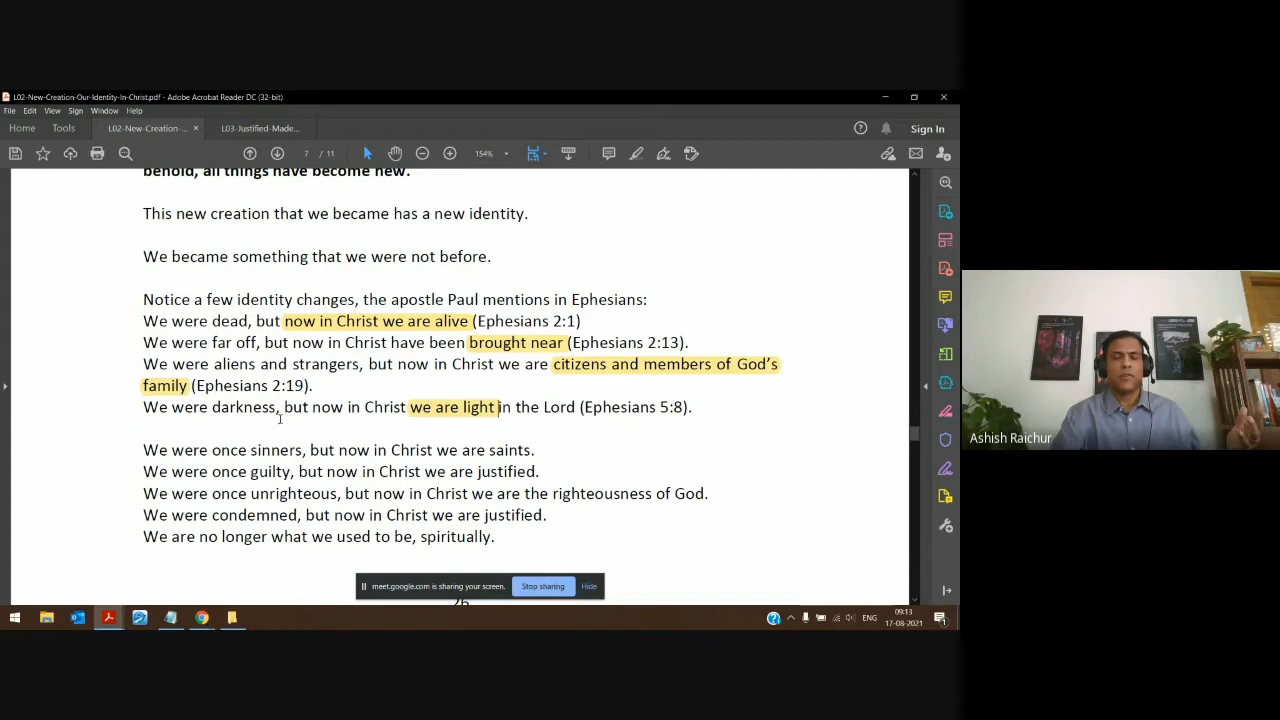 L02-New-Creation-Our-Identity-In-Christ.pdf - Adobe Acrobat Reader DC (32-bit)
File Edit View Sign Window Help
Home Tools L02-New-Creation-... × L03-Justified-Made... Sign In
7 / 11 154%
behold, all things have become new.
This new creation that we became has a new identity.
We became something that we were not before.
Notice a few identity changes, the apostle Paul mentions in Ephesians:
We were dead, but now in Christ we are alive (Ephesians 2:1)
We were far off, but now in Christ have been brought near (Ephesians 2:13).
We were aliens and strangers, but now in Christ we are citizens and members of God's
family (Ephesians 2:19).
We were darkness, but now in Christ we are light in the Lord (Ephesians 5:8).
We were once sinners, but now in Christ we are saints.
We were once guilty, but now in Christ we are justified.
We were once unrighteous, but now in Christ we are the righteousness of God.
We were condemned, but now in Christ we are justified.
We are no longer what we used to be, spiritually.
meet.google.com is sharing your screen. Stop sharing Hide
26
Ashish Raichur
ENG
09:13
17-08-2021